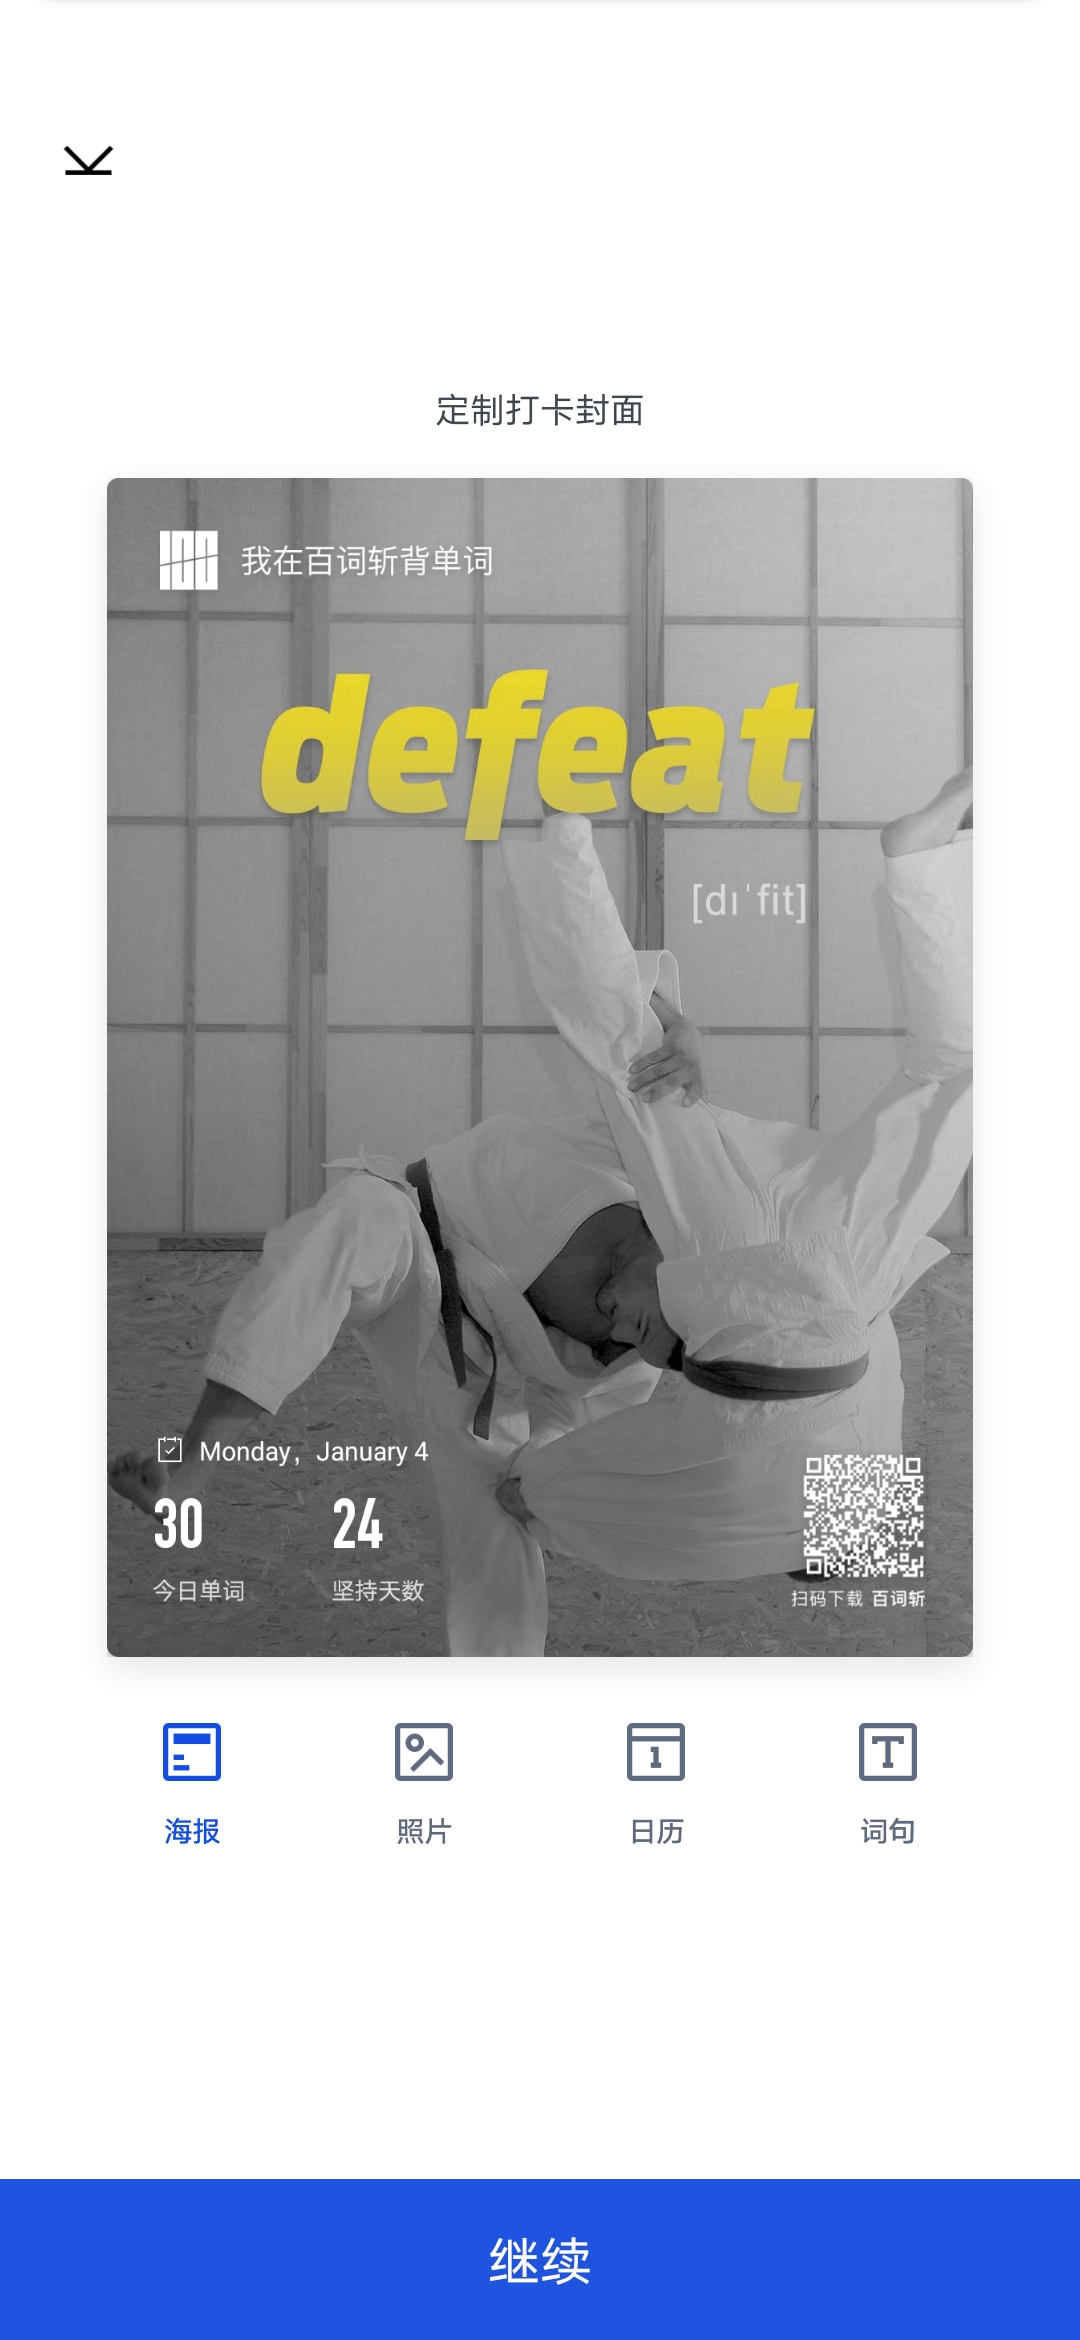 定制打卡封面
我在百词斩背单词
defeat
[dɪˈfit]
Monday，January 4
30
24
今日单词
坚持天数
扫码下载 百词斩
海报
照片
日历
词句
继续